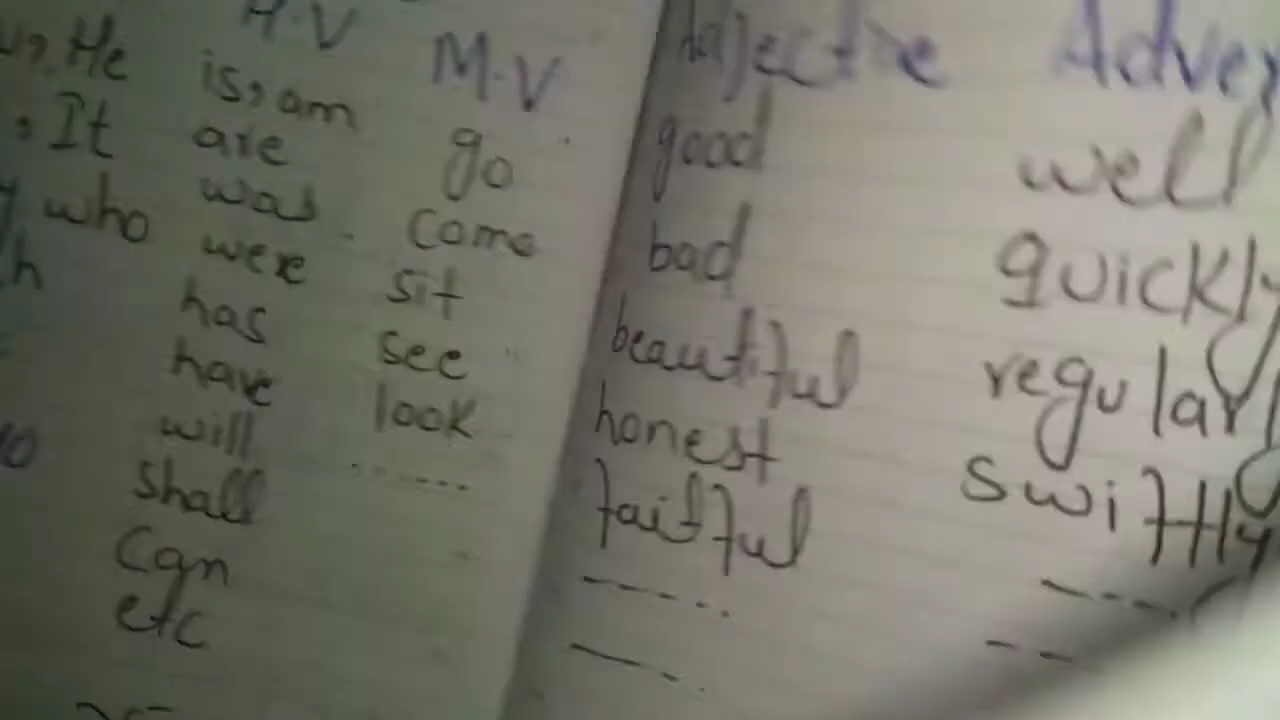 H.V M.V Adjective Adver
He is, am go good well
It are come bad quickly
who was sit beautiful regularl
were see honest swiftly
has look faitful
have
will
shall
Can
etc